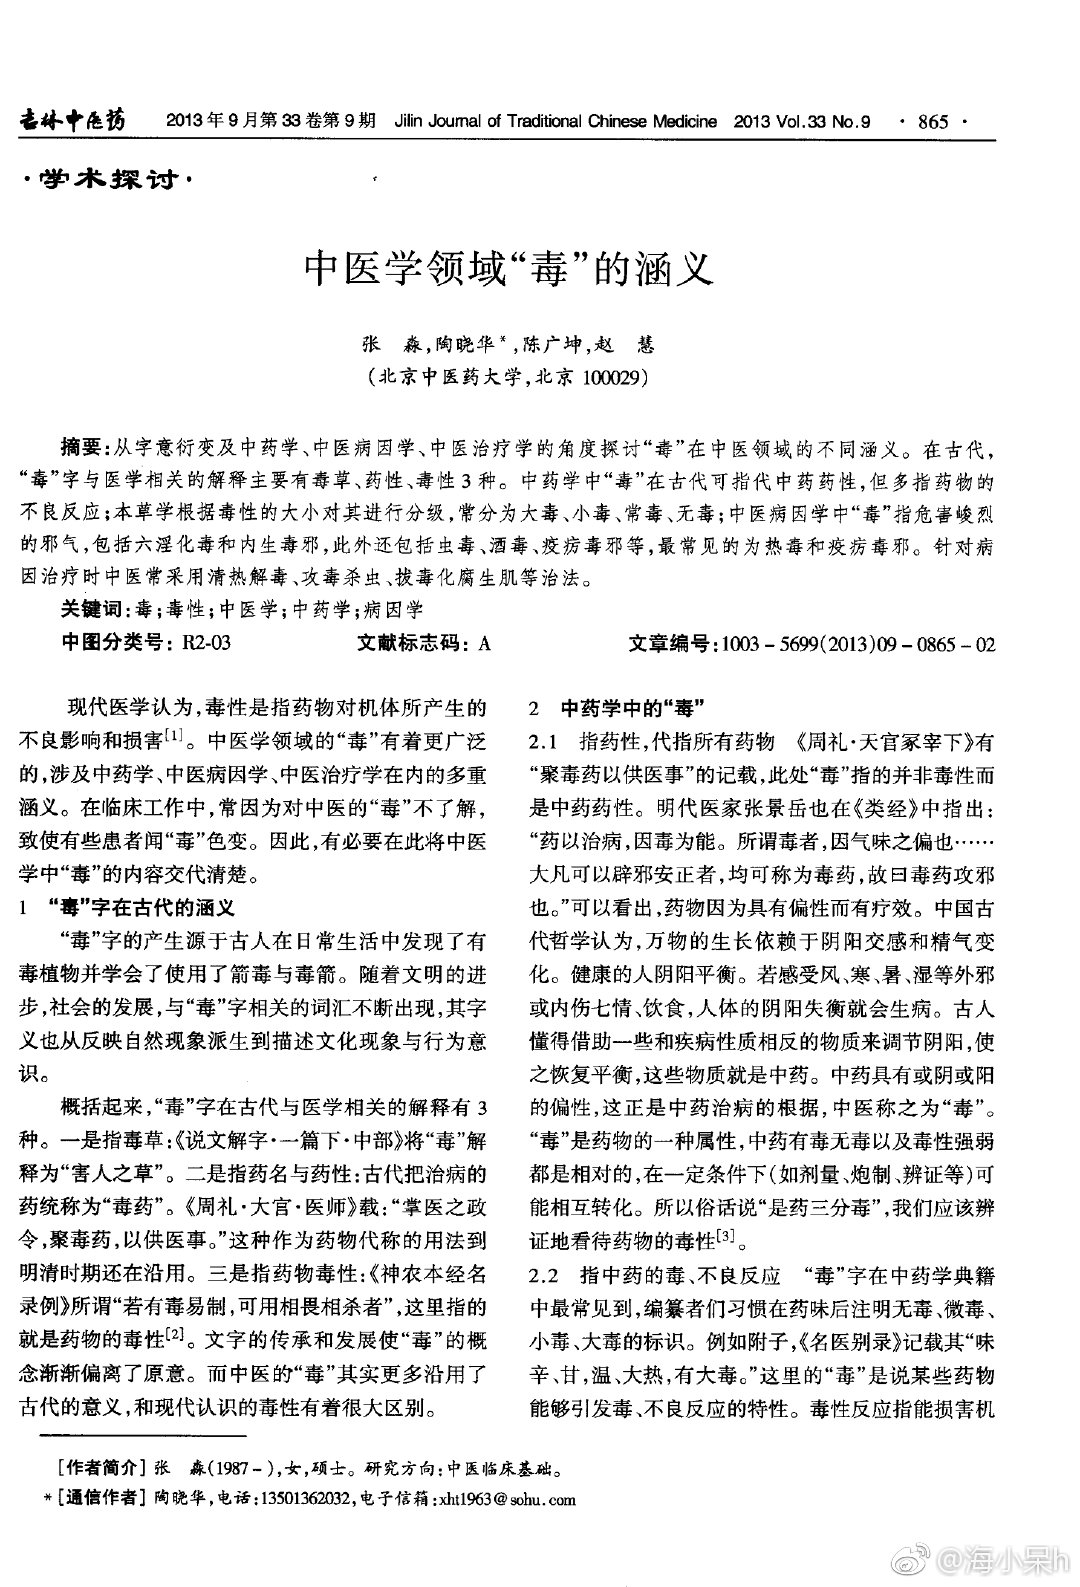 吉林中医药 2013年9月第33卷第9期 Jilin Journal of Traditional Chinese Medicine 2013 Vol.33 No.9 ·865·
·学术探讨·
中医学领域“毒”的涵义
张 淼,陶晓华*,陈广坤,赵 慧
(北京中医药大学,北京 100029)
摘要:从字意衍变及中药学、中医病因学、中医治疗学的角度探讨“毒”在中医领域的不同涵义。在古代,
“毒”字与医学相关的解释主要有毒草、药性、毒性3种。中药学中“毒”在古代可指代中药药性,但多指药物的
不良反应;本草学根据毒性的大小对其进行分级,常分为大毒、小毒、常毒、无毒;中医病因学中“毒”指危害峻烈
的邪气,包括六淫化毒和内生毒邪,此外还包括虫毒、酒毒、疫疠毒邪等,最常见的为热毒和疫疠毒邪。针对病
因治疗时中医常采用清热解毒、攻毒杀虫、拔毒化腐生肌等治法。
关键词:毒;毒性;中医学;中药学;病因学
中图分类号: R2-03 文献标志码: A 文章编号:1003-5699(2013)09-0865-02
现代医学认为,毒性是指药物对机体所产生的
不良影响和损害[1]。中医学领域的“毒”有着更广泛
的,涉及中药学、中医病因学、中医治疗学在内的多重
涵义。在临床工作中,常因为对中医的“毒”不了解,
致使有些患者闻“毒”色变。因此,有必要在此将中医
学中“毒”的内容交代清楚。
1 “毒”字在古代的涵义
“毒”字的产生源于古人在日常生活中发现了有
毒植物并学会了使用了箭毒与毒箭。随着文明的进
步,社会的发展,与“毒”字相关的词汇不断出现,其字
义也从反映自然现象派生到描述文化现象与行为意
识。
概括起来,“毒”字在古代与医学相关的解释有3
种。一是指毒草:《说文解字·一篇下·中部》将“毒”解
释为“害人之草”。二是指药名与药性:古代把治病的
药统称为“毒药”。《周礼·大宫·医师》载:“掌医之政
令,聚毒药,以供医事。”这种作为药物代称的用法到
明清时期还在沿用。三是指药物毒性:《神农本经名
录例》所谓“若有毒易制,可用相畏相杀者”,这里指的
就是药物的毒性[2]。文字的传承和发展使“毒”的概
念渐渐偏离了原意。而中医的“毒”其实更多沿用了
古代的意义,和现代认识的毒性有着很大区别。
2 中药学中的“毒”
2.1 指药性,代指所有药物 《周礼·天官冢宰下》有
“聚毒药以供医事”的记载,此处“毒”指的并非毒性而
是中药药性。明代医家张景岳也在《类经》中指出:
“药以治病,因毒为能。所谓毒者,因气味之偏也……
大凡可以辟邪安正者,均可称为毒药,故曰毒药攻邪
也。”可以看出,药物因为具有偏性而有疗效。中国古
代哲学认为,万物的生长依赖于阴阳交感和精气变
化。健康的人阴阳平衡。若感受风、寒、暑、湿等外邪
或内伤七情、饮食,人体的阴阳失衡就会生病。古人
懂得借助一些和疾病性质相反的物质来调节阴阳,使
之恢复平衡,这些物质就是中药。中药具有或阴或阳
的偏性,这正是中药治病的根据,中医称之为“毒”。
“毒”是药物的一种属性,中药有毒无毒以及毒性强弱
都是相对的,在一定条件下(如剂量、炮制、辨证等)可
能相互转化。所以俗话说“是药三分毒”,我们应该辨
证地看待药物的毒性[3]。
2.2 指中药的毒、不良反应 “毒”字在中药学典籍
中最常见到,编纂者们习惯在药味后注明无毒、微毒、
小毒、大毒的标识。例如附子,《名医别录》记载其“味
辛、甘,温、大热,有大毒。”这里的“毒”是说某些药物
能够引发毒、不良反应的特性。毒性反应指能损害机
[作者简介] 张 淼(1987-),女,硕士。研究方向:中医临床基础。
*[通信作者] 陶晓华,电话:13501362032,电子信箱:xht1963@sohu.com
@海小呆h